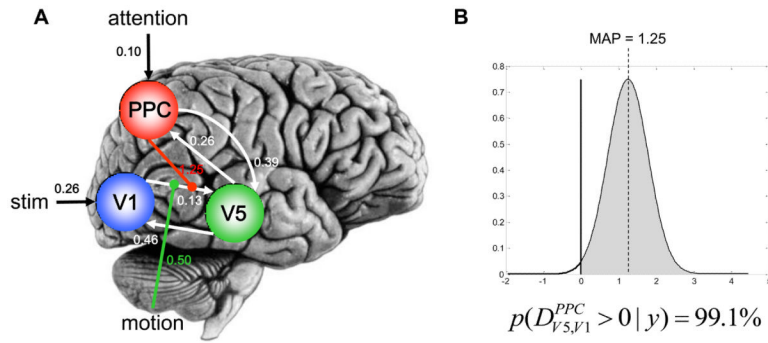 A
attention
0.10
PPC
0.26
1.25
0.39
0.26
stim
V1
0.13
V5
0.46
0.50
motion
B
MAP = 1.25
0.8
0.7
0.6
0.5
0.4
0.3
0.2
0.1
0
-2 -1 0 1 2 3 4 5
p(D^{PPC}_{V5,V1} > 0 | y) = 99.1%